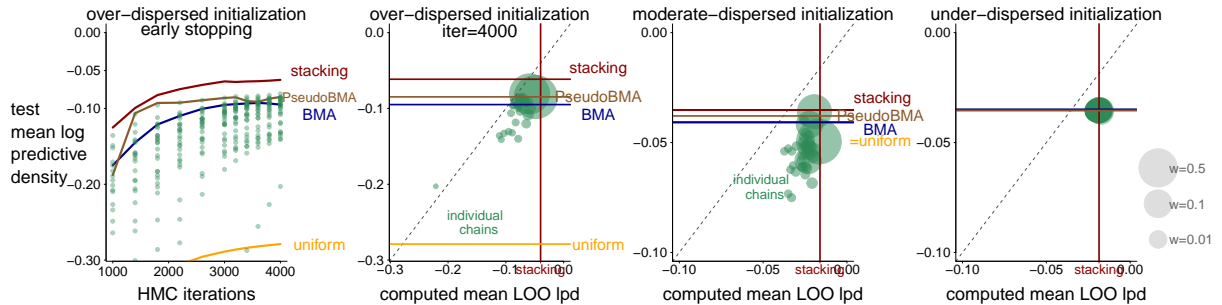 over-dispersed initialization
early stopping
0.00
−0.10
−0.20
−0.30
test
mean log
predictive
density
stacking
PseudoBMA
BMA
uniform
1000
2000
3000
4000
HMC iterations
over-dispersed initialization
iter=4000
0.00
−0.1
−0.2
−0.3
stacking
PseudoBMA
BMA
individual
chains
uniform
−0.3
−0.2
−0.1
0.0
stacking
computed mean LOO lpd
moderate-dispersed initialization
0.00
−0.05
−0.10
stacking
PseudoBMA
BMA
=uniform
individual
chains
−0.10
−0.05
0.00
stacking
computed mean LOO lpd
under-dispersed initialization
0.00
−0.05
−0.10
w=0.5
w=0.1
w=0.01
−0.10
−0.05
0.00
stacking
computed mean LOO lpd